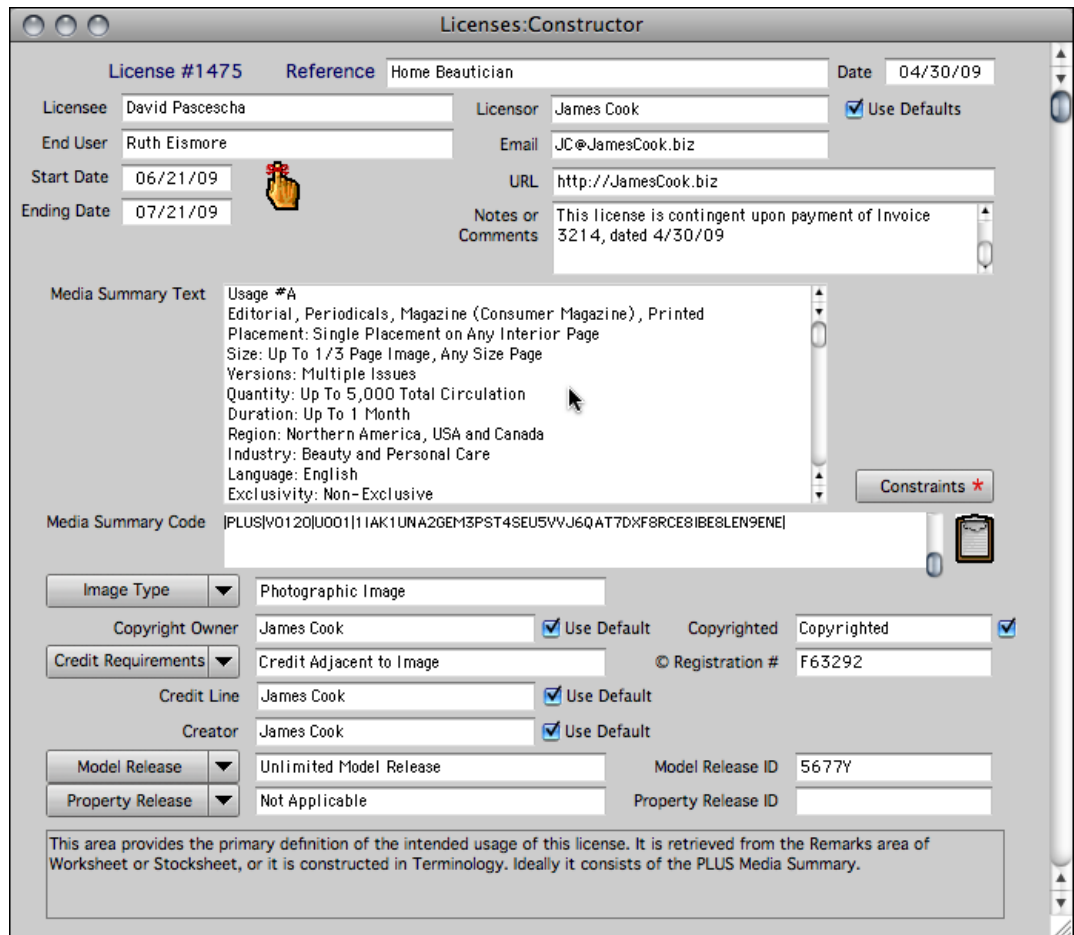 Licenses:Constructor
License #1475 Reference Home Beautician Date 04/30/09
Licensee David Pascescha Licensor James Cook Use Defaults
End User Ruth Eismore Email JC@JamesCook.biz
Start Date 06/21/09 URL http://JamesCook.biz
Ending Date 07/21/09 Notes or Comments This license is contingent upon payment of Invoice
3214, dated 4/30/09
Media Summary Text Usage #A
Editorial, Periodicals, Magazine (Consumer Magazine), Printed
Placement: Single Placement on Any Interior Page
Size: Up To 1/3 Page Image, Any Size Page
Versions: Multiple Issues
Quantity: Up To 5,000 Total Circulation
Duration: Up To 1 Month
Region: Northern America, USA and Canada
Industry: Beauty and Personal Care
Language: English
Exclusivity: Non-Exclusive
Constraints *
Media Summary Code |PLUS|V0120|U001|1IAK1UNA2GEM3PST4SEU5VVJ6QAT7DXF8RCE8IBE8LEN9ENE|
Image Type Photographic Image
Copyright Owner James Cook Use Default Copyrighted Copyrighted
Credit Requirements Credit Adjacent to Image © Registration # F63292
Credit Line James Cook Use Default
Creator James Cook Use Default
Model Release Unlimited Model Release Model Release ID 5677Y
Property Release Not Applicable Property Release ID
This area provides the primary definition of the intended usage of this license. It is retrieved from the Remarks area of
Worksheet or Stocksheet, or it is constructed in Terminology. Ideally it consists of the PLUS Media Summary.